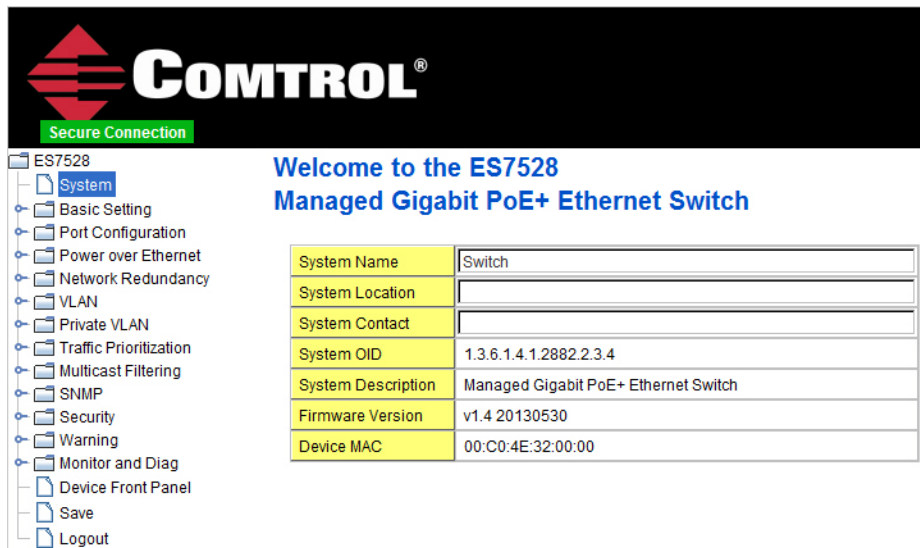 COMTROL®
Secure Connection
ES7528
System
Basic Setting
Port Configuration
Power over Ethernet
Network Redundancy
VLAN
Private VLAN
Traffic Prioritization
Multicast Filtering
SNMP
Security
Warning
Monitor and Diag
Device Front Panel
Save
Logout
Welcome to the ES7528
Managed Gigabit PoE+ Ethernet Switch
System Name Switch
System Location
System Contact
System OID 1.3.6.1.4.1.2882.2.3.4
System Description Managed Gigabit PoE+ Ethernet Switch
Firmware Version v1.4 20130530
Device MAC 00:C0:4E:32:00:00